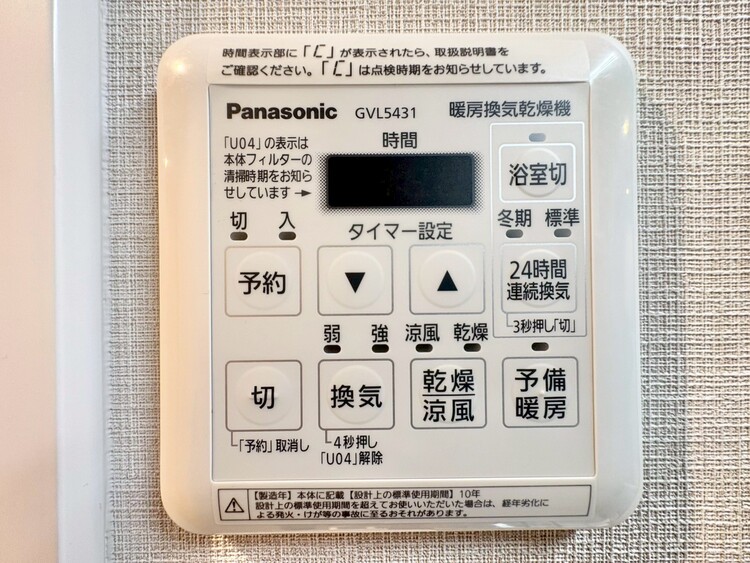 時間表示部に「㌋」が表示されたら、取扱説明書を
ご確認ください。「㌋」は点検時期をお知らせしています。
Panasonic GVL5431 暖房換気乾燥機
「U04」の表示は
本体フィルターの
清掃時期をお知ら
せしています→
時間
浴室切
切 入
タイマー設定
冬期 標準
予約 ▼ ▲
24時間
連続換気
3秒押し「切」
弱 強 涼風 乾燥
切 換気
乾燥
涼風
予備
暖房
「予約」取消し
4秒押し
「U04」解除
【製造年】本体に記載【設計上の標準使用期間】10年
設計上の標準使用期間を超えてお使いいただいた場合は、経年劣化に
よる発火・けが等の事故に至るおそれがあります。